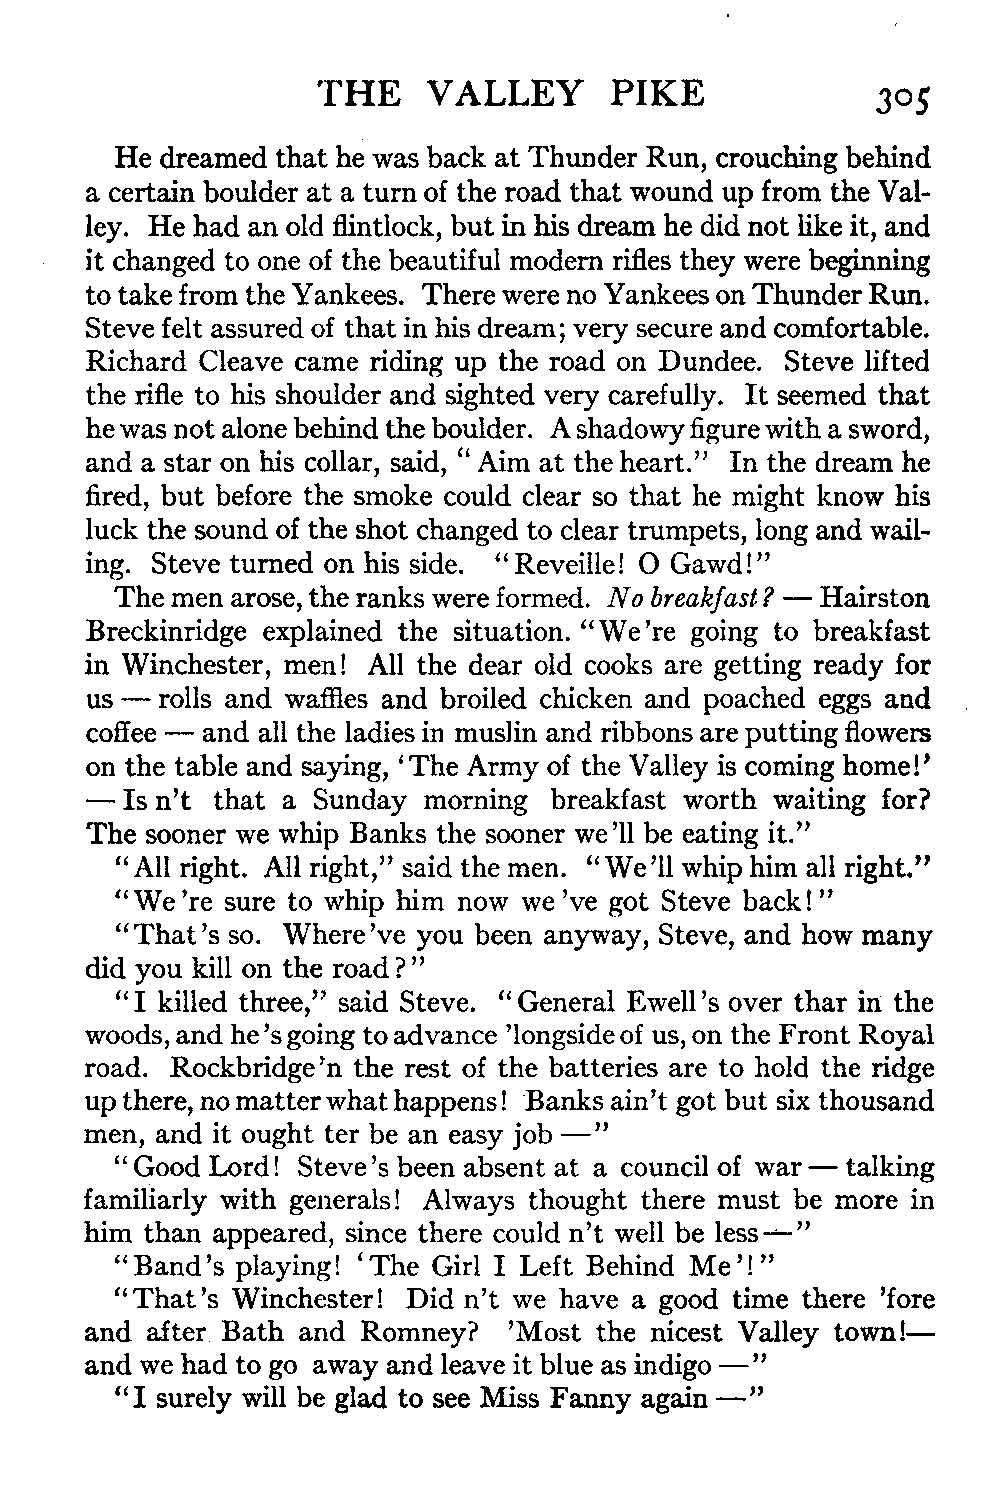 THE VALLEY PIKE 305
He dreamed that he was back at Thunder Run, crouching behind
a certain boulder at a turn of the road that wound up from the Val-
ley. He had an old flintlock, but in his dream he did not like it, and
it changed to one of the beautiful modern rifles they were beginning
to take from the Yankees. There were no Yankees on Thunder Run.
Steve felt assured of that in his dream; very secure and comfortable.
Richard Cleave came riding up the road on Dundee. Steve lifted
the rifle to his shoulder and sighted very carefully. It seemed that
he was not alone behind the boulder. A shadowy figure with a sword,
and a star on his collar, said, "Aim at the heart." In the dream he
fired, but before the smoke could clear so that he might know his
luck the sound of the shot changed to clear trumpets, long and wail-
ing. Steve turned on his side. "Reveille! O Gawd!"
The men arose, the ranks were formed. No breakfast? — Hairston
Breckinridge explained the situation. "We're going to breakfast
in Winchester, men! All the dear old cooks are getting ready for
us — rolls and waffles and broiled chicken and poached eggs and
coffee — and all the ladies in muslin and ribbons are putting flowers
on the table and saying, 'The Army of the Valley is coming home!'
— Is n't that a Sunday morning breakfast worth waiting for?
The sooner we whip Banks the sooner we'll be eating it."
"All right. All right," said the men. "We'll whip him all right."
"We're sure to whip him now we've got Steve back!"
"That's so. Where've you been anyway, Steve, and how many
did you kill on the road?"
"I killed three," said Steve. "General Ewell's over thar in the
woods, and he's going to advance 'longside of us, on the Front Royal
road. Rockbridge'n the rest of the batteries are to hold the ridge
up there, no matter what happens! Banks ain't got but six thousand
men, and it ought ter be an easy job —"
"Good Lord! Steve's been absent at a council of war — talking
familiarly with generals! Always thought there must be more in
him than appeared, since there could n't well be less —"
"Band's playing! 'The Girl I Left Behind Me'!"
"That's Winchester! Did n't we have a good time there 'fore
and after Bath and Romney? 'Most the nicest Valley town!—
and we had to go away and leave it blue as indigo —"
"I surely will be glad to see Miss Fanny again —"